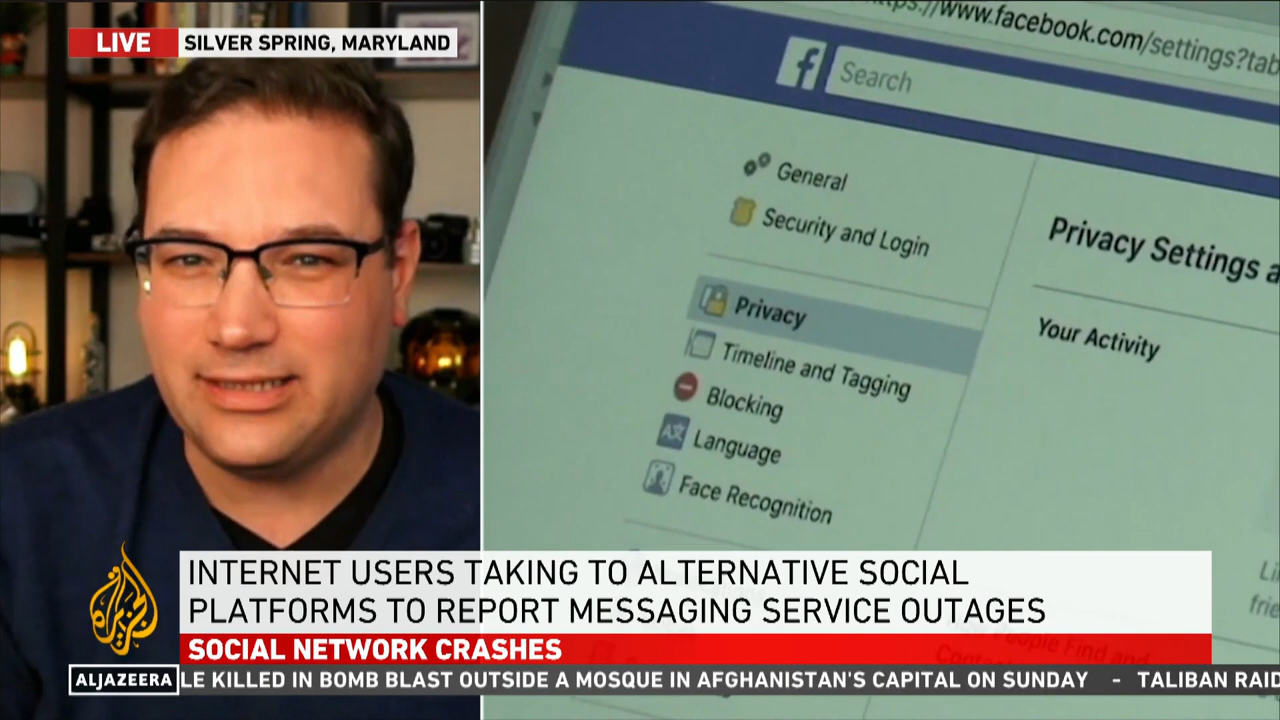 LIVE
SILVER SPRING, MARYLAND
https://www.facebook.com/settings?tab
Search
General
Security and Login
Privacy
Timeline and Tagging
Blocking
Language
Face Recognition
Privacy Settings a
Your Activity
INTERNET USERS TAKING TO ALTERNATIVE SOCIAL
PLATFORMS TO REPORT MESSAGING SERVICE OUTAGES
SOCIAL NETWORK CRASHES
People Find and
ALJAZEERA
LE KILLED IN BOMB BLAST OUTSIDE A MOSQUE IN AFGHANISTAN'S CAPITAL ON SUNDAY - TALIBAN RAID